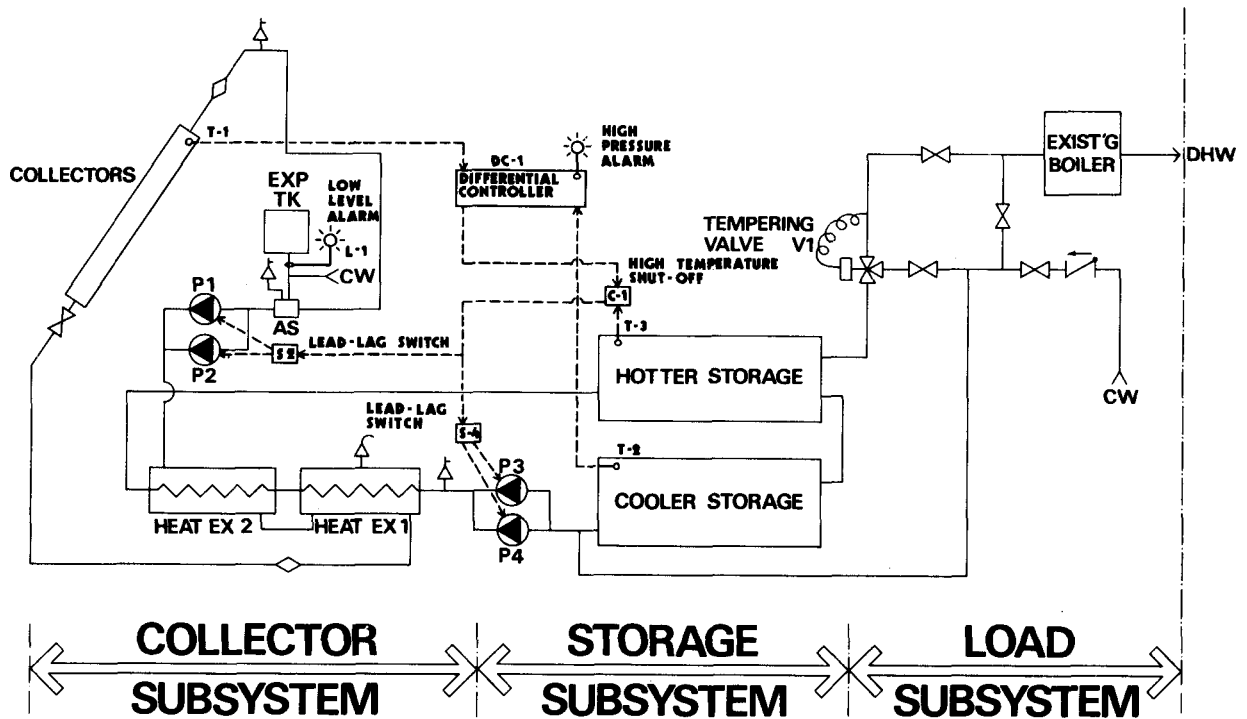 COLLECTORS
T-1
EXP
TK
LOW
LEVEL
ALARM
L-1
CW
AS
P1
P2
S2
LEAD-LAG SWITCH
DC-1
DIFFERENTIAL
CONTROLLER
HIGH
PRESSURE
ALARM
HIGH TEMPERATURE
SHUT-OFF
C-1
T-3
HOTTER STORAGE
T-2
COOLER STORAGE
LEAD-LAG
SWITCH
S-4
P3
P4
HEAT EX 2
HEAT EX 1
TEMPERING
VALVE V1
EXIST'G
BOILER
DHW
CW
COLLECTOR
SUBSYSTEM
STORAGE
SUBSYSTEM
LOAD
SUBSYSTEM